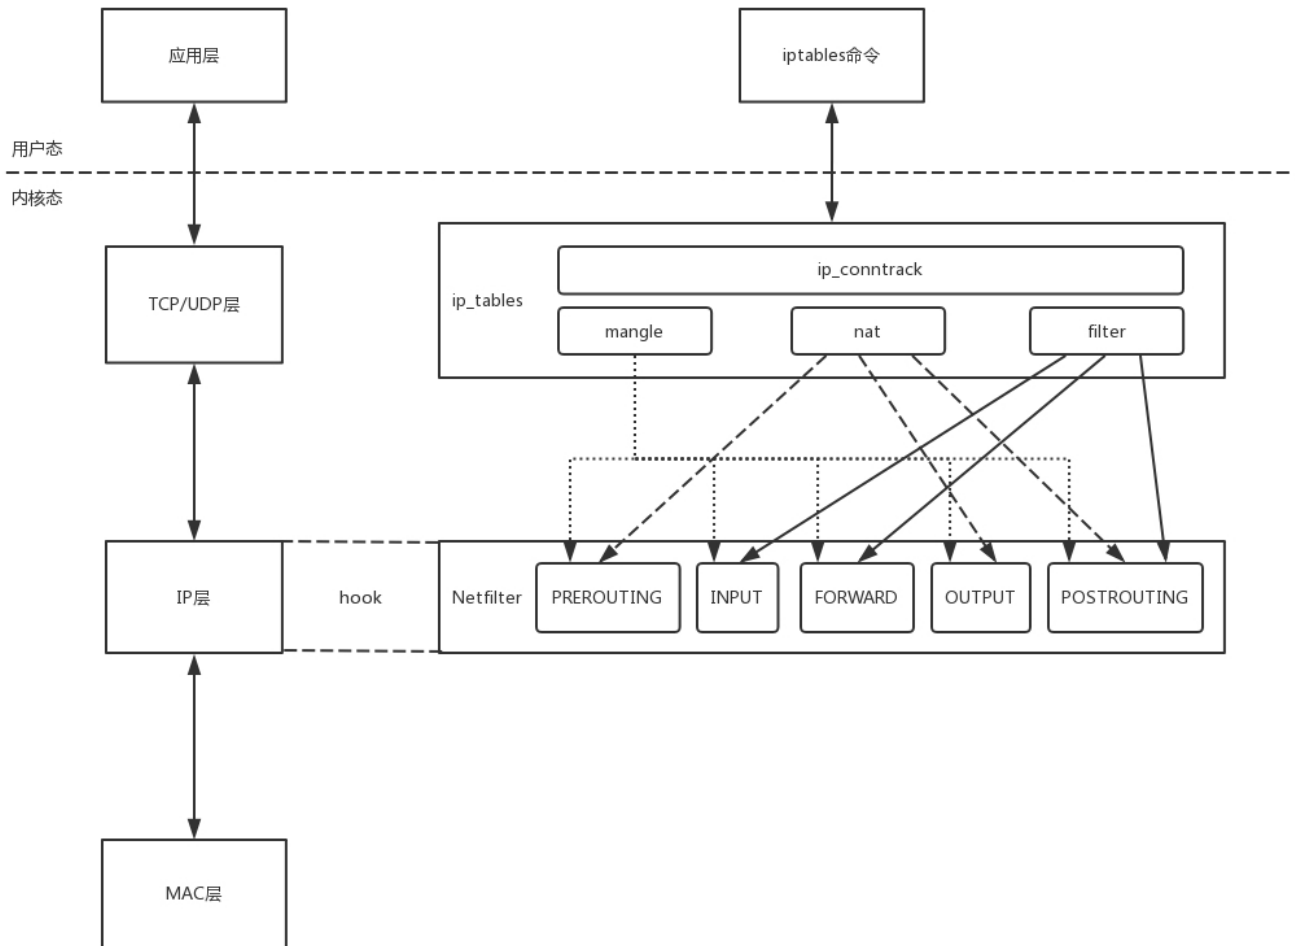 应用层
iptables命令
用户态
内核态
TCP/UDP层
ip_tables
ip_conntrack
mangle
nat
filter
IP层
hook
Netfilter
PREROUTING
INPUT
FORWARD
OUTPUT
POSTROUTING
MAC层